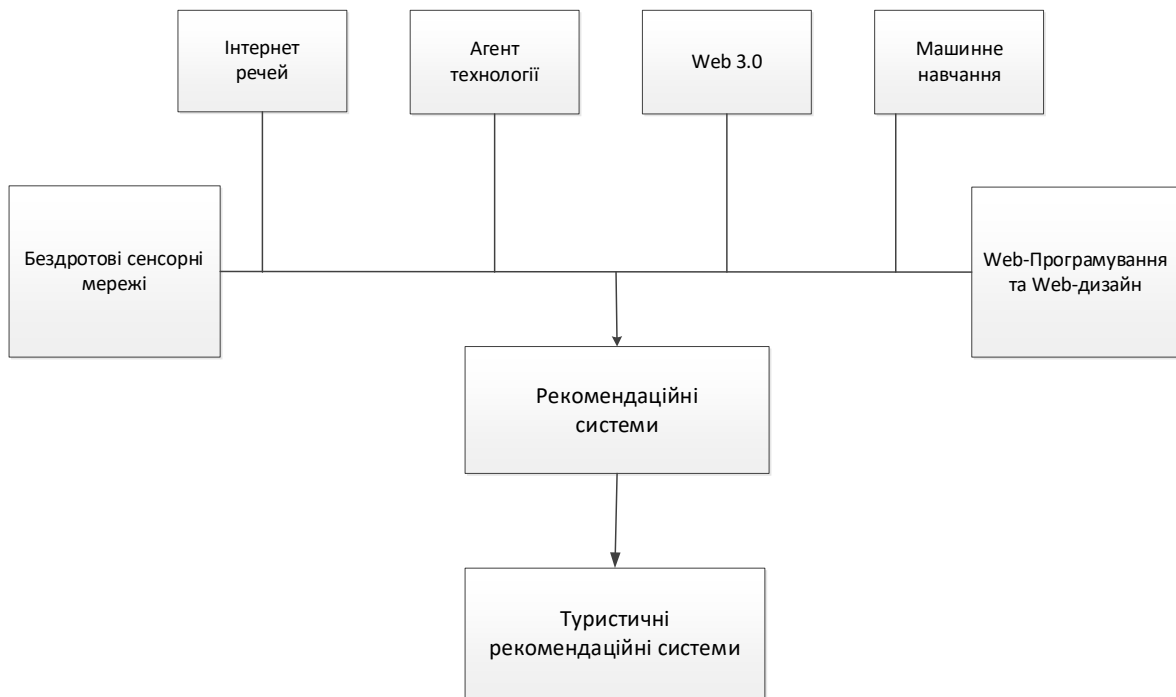 Інтернет
речей
Агент
технології
Web 3.0
Машинне
навчання
Бездротові сенсорні
мережі
Web-Програмування
та Web-дизайн
Рекомендаційні
системи
Туристичні
рекомендаційні системи